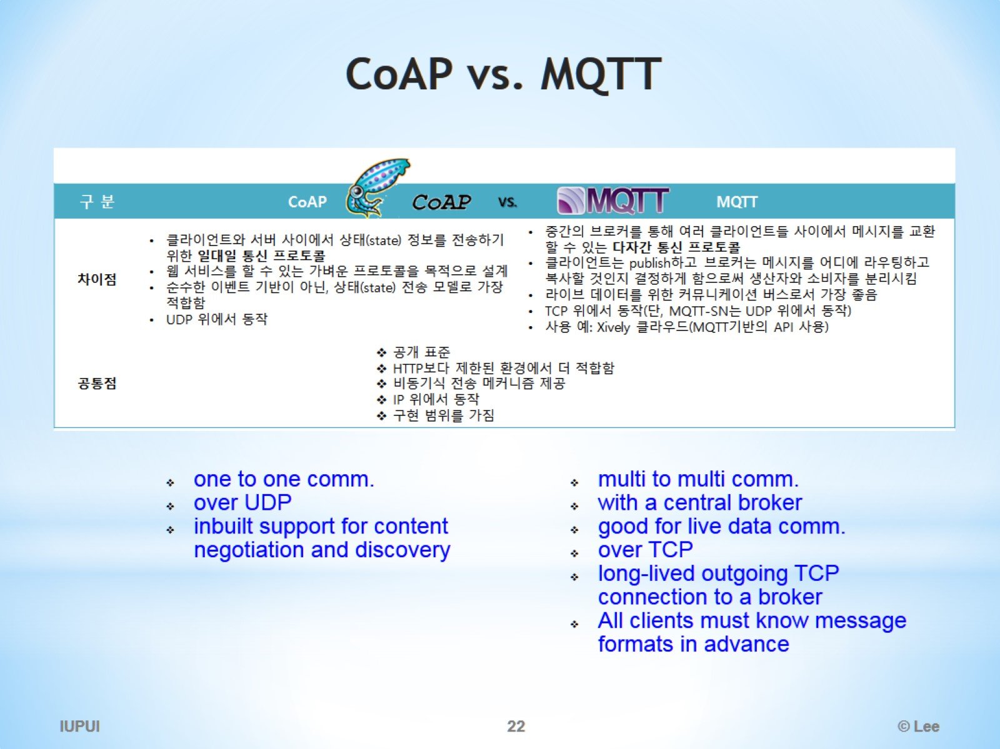 CoAP vs. MQTT
구 분
CoAP
CoAP
vs.
MQTT
MQTT
차이점
• 클라이언트와 서버 사이에서 상태(state) 정보를 전송하기
위한 일대일 통신 프로토콜
• 웹 서비스를 할 수 있는 가벼운 프로토콜을 목적으로 설계
• 순수한 이벤트 기반이 아닌, 상태(state) 전송 모델로 가장
적합함
• UDP 위에서 동작
• 중간의 브로커를 통해 여러 클라이언트들 사이에서 메시지를 교환
할 수 있는 다자간 통신 프로토콜
• 클라이언트는 publish하고 브로커는 메시지를 어디에 라우팅하고
복사할 것인지 결정하게 함으로써 생산자와 소비자를 분리시킴
• 라이브 데이터를 위한 커뮤니케이션 버스로서 가장 좋음
• TCP 위에서 동작(단, MQTT-SN는 UDP 위에서 동작)
• 사용 예: Xively 클라우드(MQTT기반의 API 사용)
공통점
❖ 공개 표준
❖ HTTP보다 제한된 환경에서 더 적합함
❖ 비동기식 전송 메커니즘 제공
❖ IP 위에서 동작
❖ 구현 범위를 가짐
❖ one to one comm.
❖ over UDP
❖ inbuilt support for content
negotiation and discovery
❖ multi to multi comm.
❖ with a central broker
❖ good for live data comm.
❖ over TCP
❖ long-lived outgoing TCP
connection to a broker
❖ All clients must know message
formats in advance
IUPUI
22
© Lee